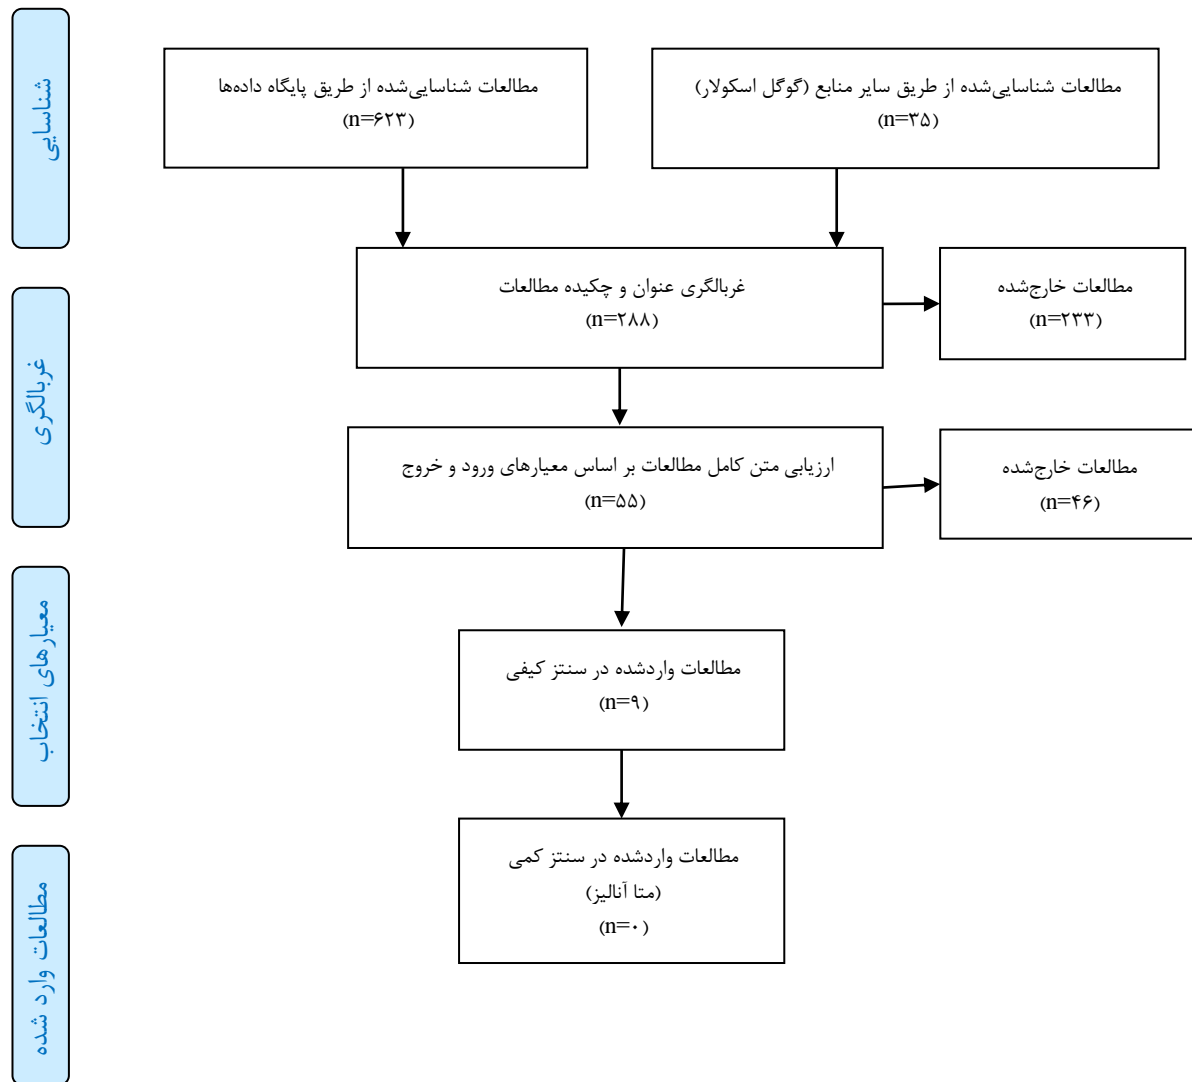 شناسایی
مطالعات شناسایی‌شده از طریق سایر منابع (گوگل اسکولار)
(n=۳۵)
مطالعات شناسایی‌شده از طریق پایگاه داده‌ها
(n=۶۲۳)
غربالگری
غربالگری عنوان و چکیده مطالعات
(n=۲۸۸)
مطالعات خارج‌شده
(n=۲۳۳)
ارزیابی متن کامل مطالعات بر اساس معیارهای ورود و خروج
(n=۵۵)
مطالعات خارج‌شده
(n=۴۶)
معیارهای انتخاب
مطالعات واردشده در سنتز کیفی
(n=۹)
مطالعات وارد شده
مطالعات واردشده در سنتز کمی
(متا آنالیز)
(n=۰)